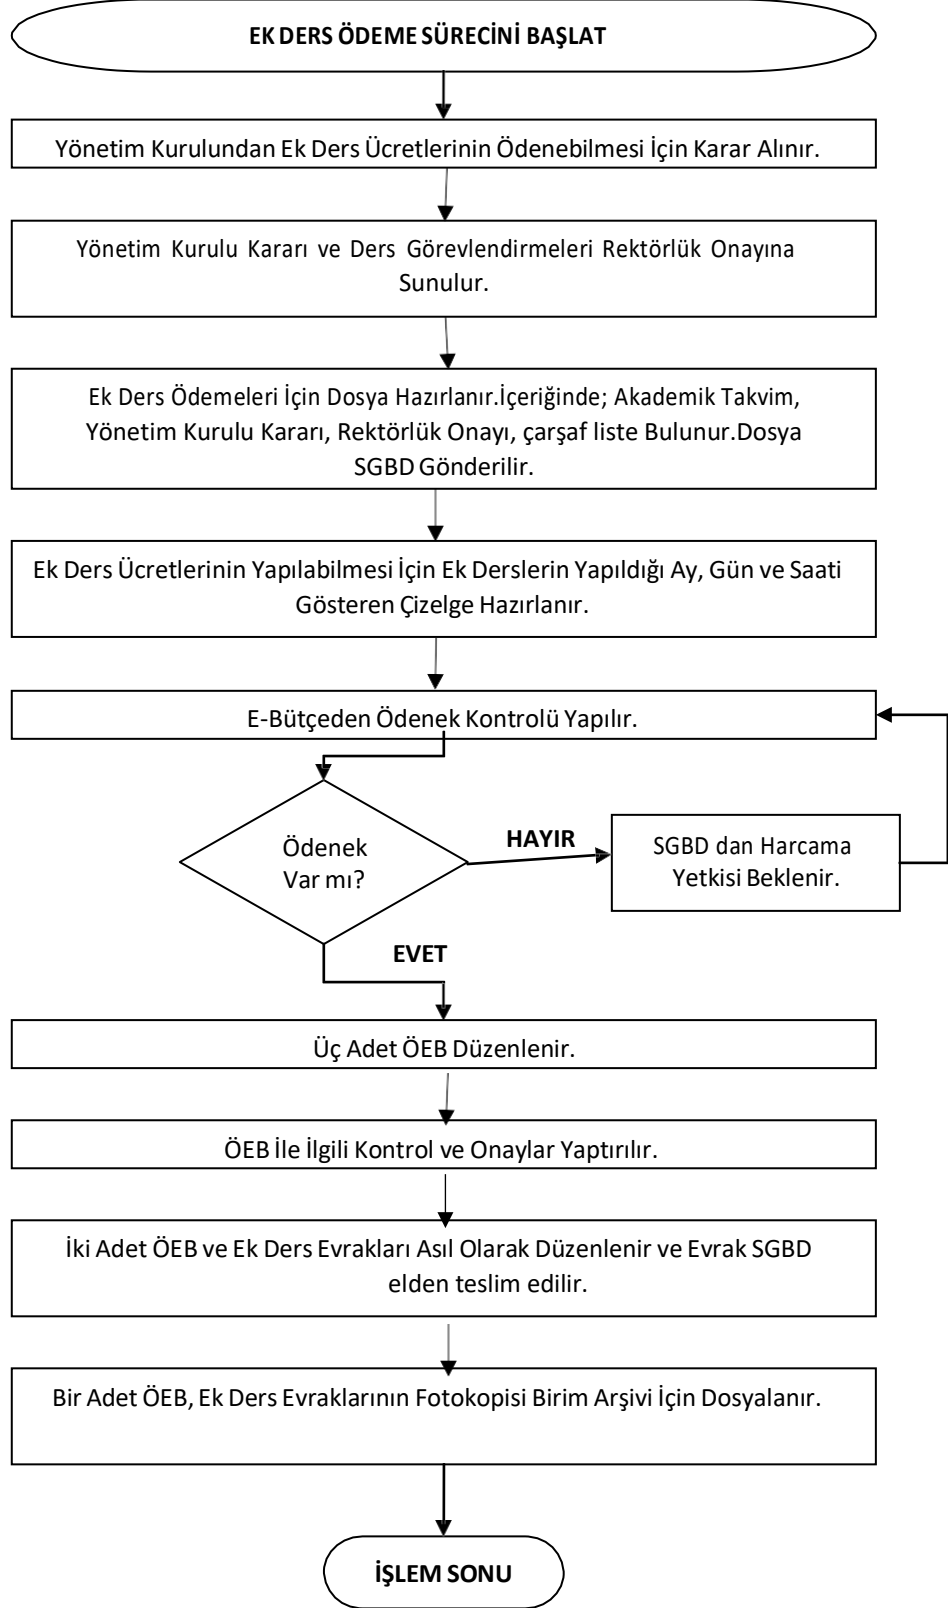 EK DERS ÖDEME SÜRECİNİ BAŞLAT
Yönetim Kurulundan Ek Ders Ücretlerinin Ödenebilmesi İçin Karar Alınır.
Yönetim Kurulu Kararı ve Ders Görevlendirmeleri Rektörlük Onayına
Sunulur.
Ek Ders Ödemeleri İçin Dosya Hazırlanır.İçeriğinde; Akademik Takvim,
Yönetim Kurulu Kararı, Rektörlük Onayı, çarşaf liste Bulunur.Dosya
SGBD Gönderilir.
Ek Ders Ücretlerinin Yapılabilmesi İçin Ek Derslerin Yapıldığı Ay, Gün ve Saati
Gösteren Çizelge Hazırlanır.
E-Bütçeden Ödenek Kontrolü Yapılır.
Ödenek
Var mı?
HAYIR
SGBD dan Harcama
Yetkisi Beklenir.
EVET
Üç Adet ÖEB Düzenlenir.
ÖEB İle İlgili Kontrol ve Onaylar Yaptırılır.
İki Adet ÖEB ve Ek Ders Evrakları Asıl Olarak Düzenlenir ve Evrak SGBD
elden teslim edilir.
Bir Adet ÖEB, Ek Ders Evraklarının Fotokopisi Birim Arşivi İçin Dosyalanır.
İŞLEM SONU